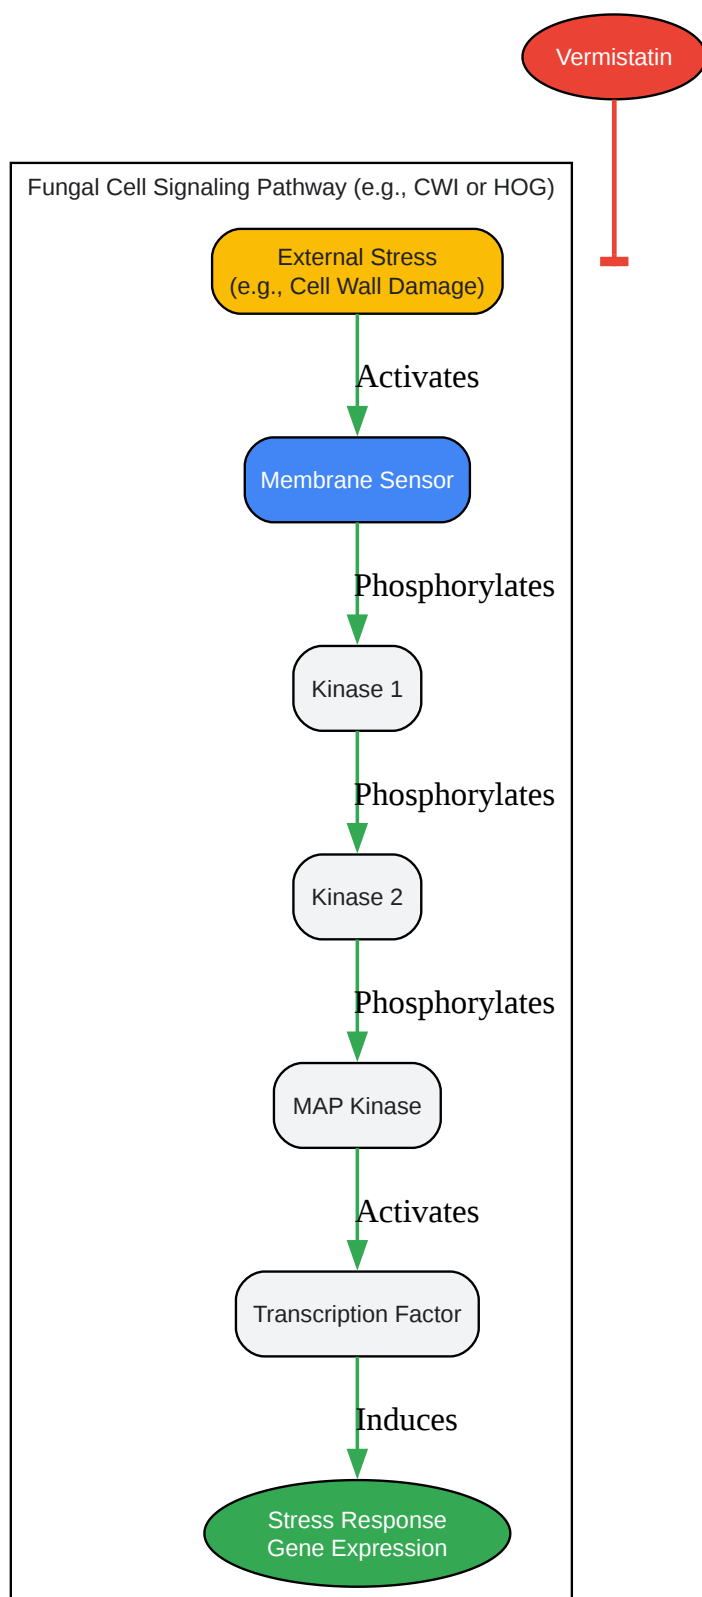 Vermistatin
Fungal Cell Signaling Pathway (e.g., CWI or HOG)
External Stress
(e.g., Cell Wall Damage)
Activates
Membrane Sensor
Phosphorylates
Kinase 1
Phosphorylates
Kinase 2
Phosphorylates
MAP Kinase
Activates
Transcription Factor
Induces
Stress Response
Gene Expression